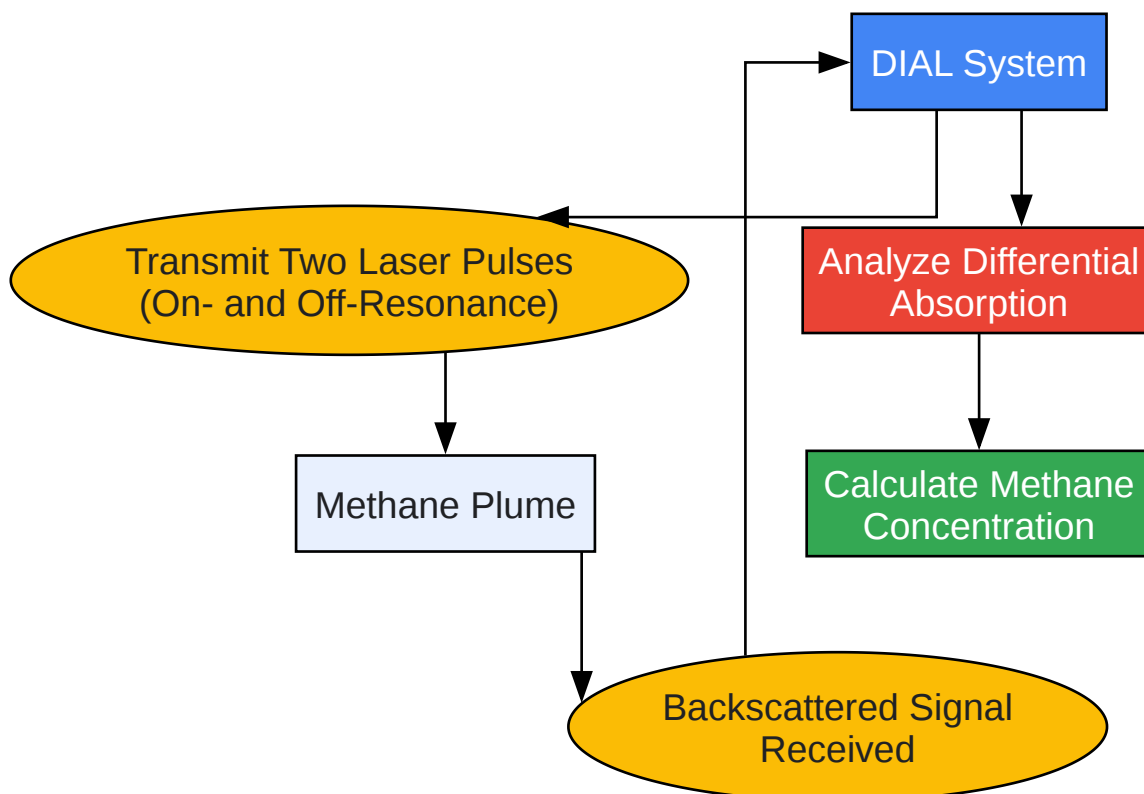 DIAL System
Transmit Two Laser Pulses
(On- and Off-Resonance)
Analyze Differential
Absorption
Methane Plume
Calculate Methane
Concentration
Backscattered Signal
Received